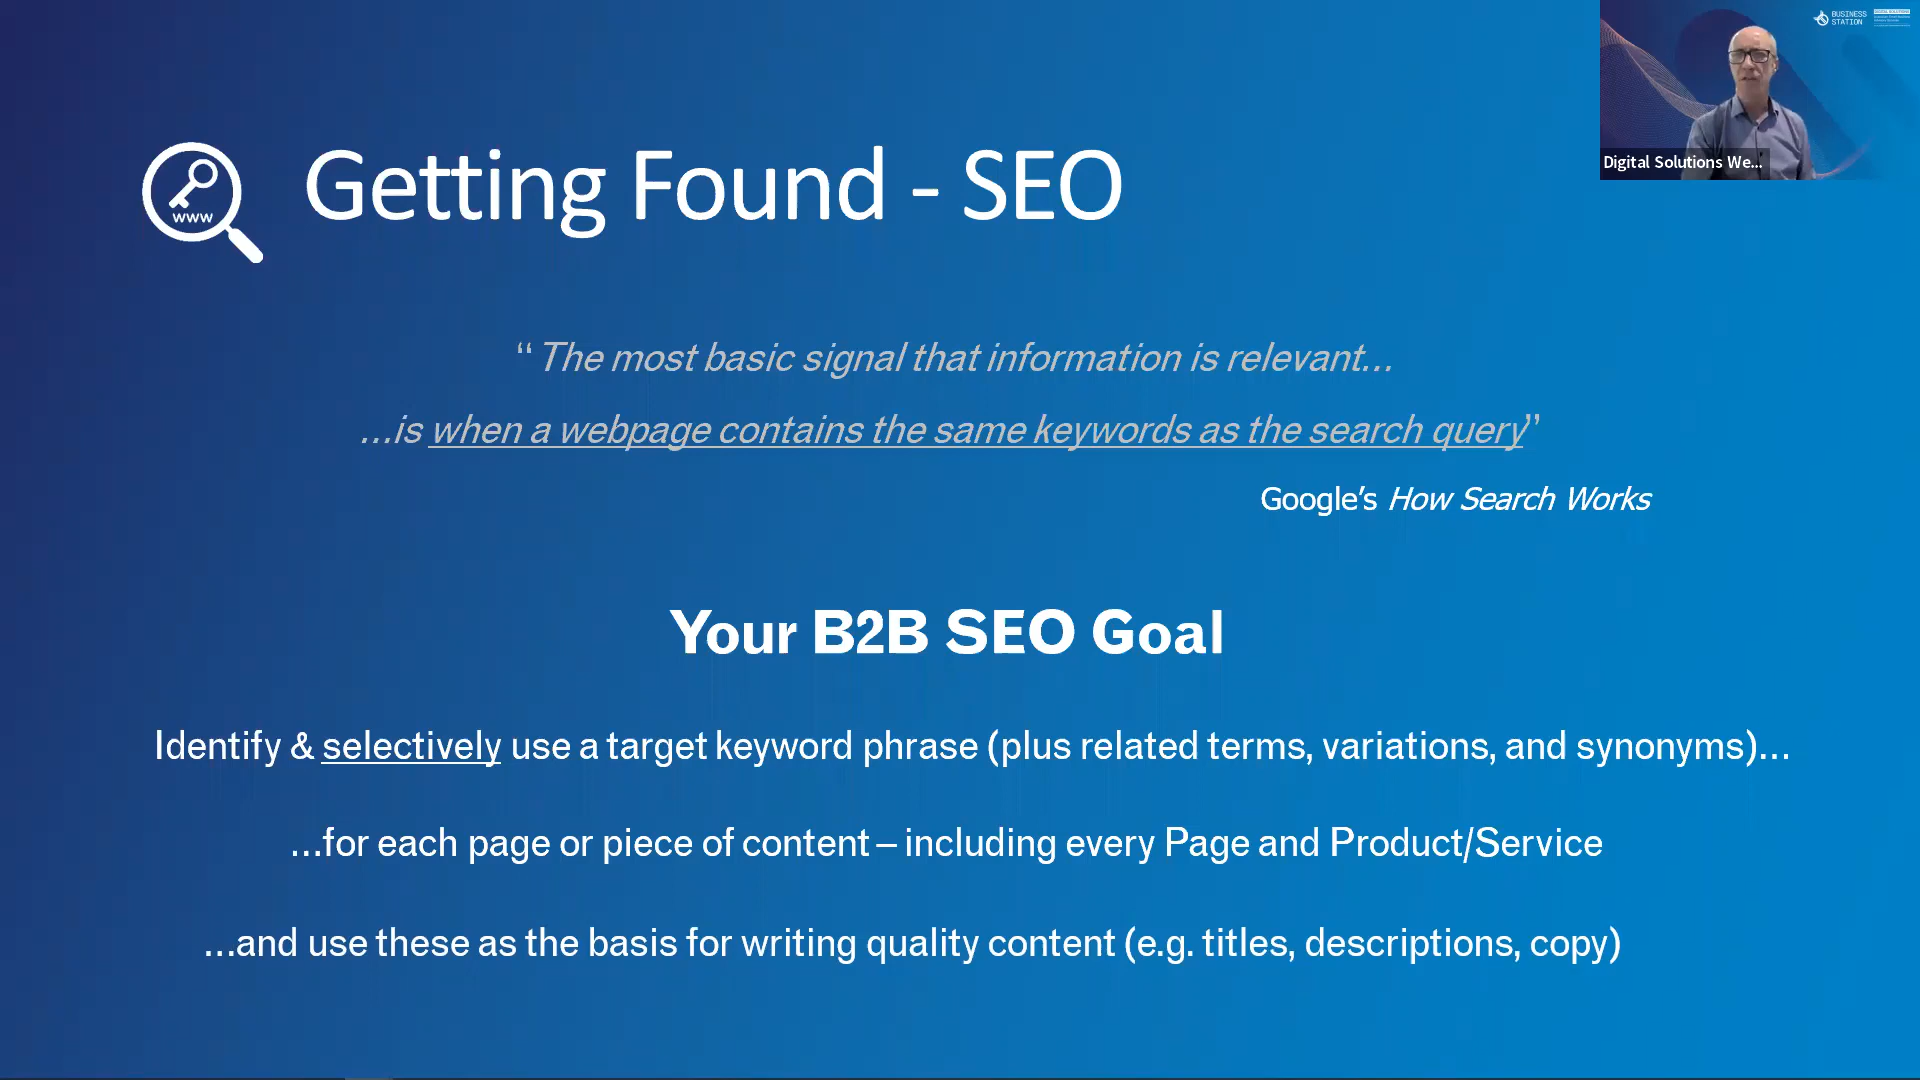 BUSINESS
STATION
DIGITAL SOLUTIONS
Digital Solutions We...
www
Getting Found - SEO
“ The most basic signal that information is relevant...
...is when a webpage contains the same keywords as the search query”
Google’s How Search Works
Your B2B SEO Goal
Identify & selectively use a target keyword phrase (plus related terms, variations, and synonyms)...
...for each page or piece of content – including every Page and Product/Service
...and use these as the basis for writing quality content (e.g. titles, descriptions, copy)